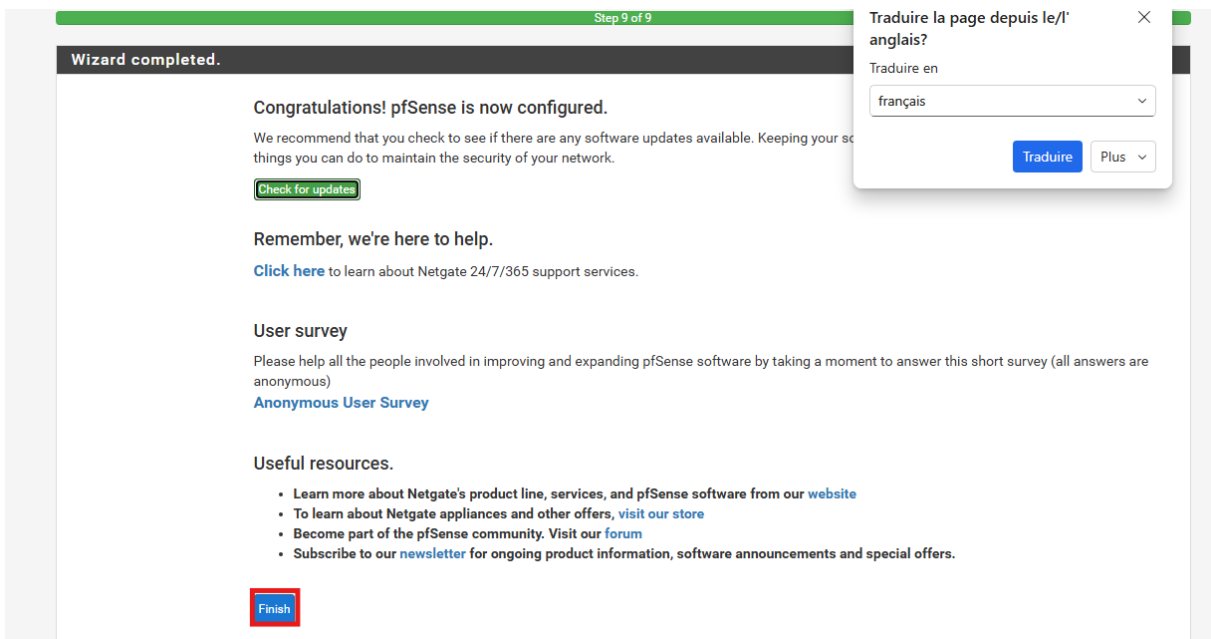 Step 9 of 9
Wizard completed.
Traduire la page depuis le/l'
anglais?
Traduire en
français
Traduire
Plus
Congratulations! pfSense is now configured.
We recommend that you check to see if there are any software updates available. Keeping your
things you can do to maintain the security of your network.
Check for updates
Remember, we're here to help.
Click here to learn about Netgate 24/7/365 support services.
User survey
Please help all the people involved in improving and expanding pfSense software by taking a moment to answer this short survey (all answers are
anonymous)
Anonymous User Survey
Useful resources.
• Learn more about Netgate's product line, services, and pfSense software from our website
• To learn about Netgate appliances and other offers, visit our store
• Become part of the pfSense community. Visit our forum
• Subscribe to our newsletter for ongoing product information, software announcements and special offers.
Finish